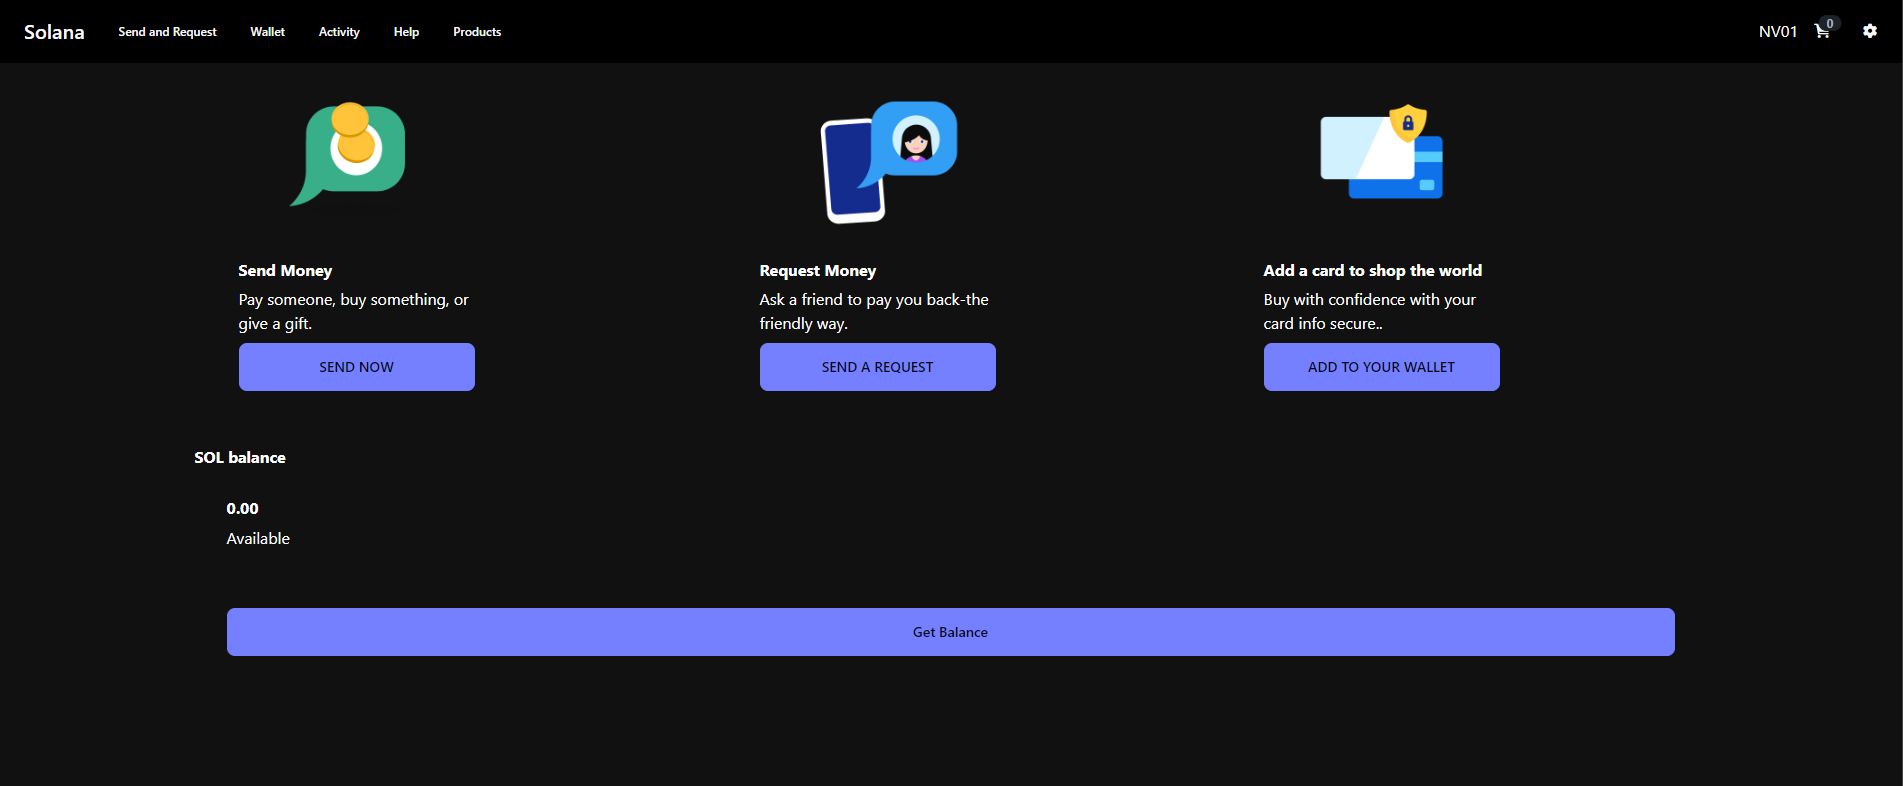 Solana
Send and Request
Wallet
Activity
Help
Products
NV01
0
Send Money
Pay someone, buy something, or
give a gift.
SEND NOW
Request Money
Ask a friend to pay you back-the
friendly way.
SEND A REQUEST
Add a card to shop the world
Buy with confidence with your
card info secure..
ADD TO YOUR WALLET
SOL balance
0.00
Available
Get Balance